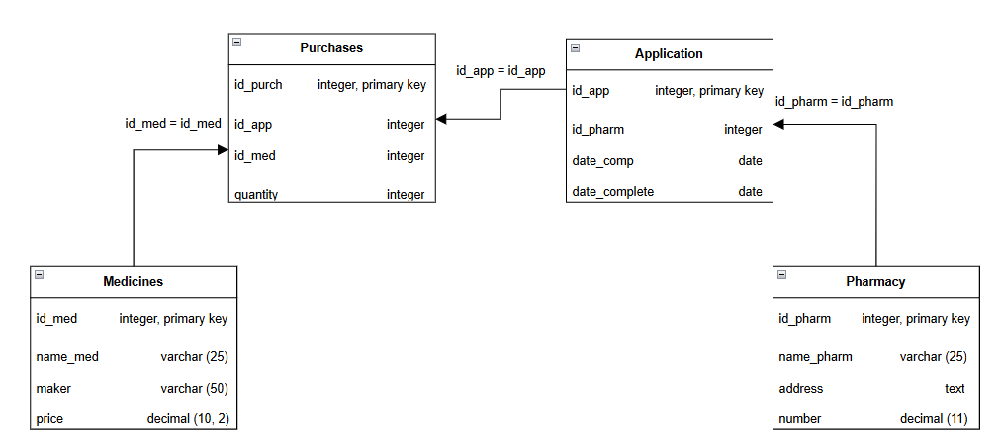 Purchases
id_purch integer, primary key
id_app integer
id_med integer
quantity integer
id_app = id_app
Application
id_app integer, primary key
id_pharm integer
date_comp date
date_complete date
id_med = id_med
id_pharm = id_pharm
Medicines
id_med integer, primary key
name_med varchar (25)
maker varchar (50)
price decimal (10, 2)
Pharmacy
id_pharm integer, primary key
name_pharm varchar (25)
address text
number decimal (11)